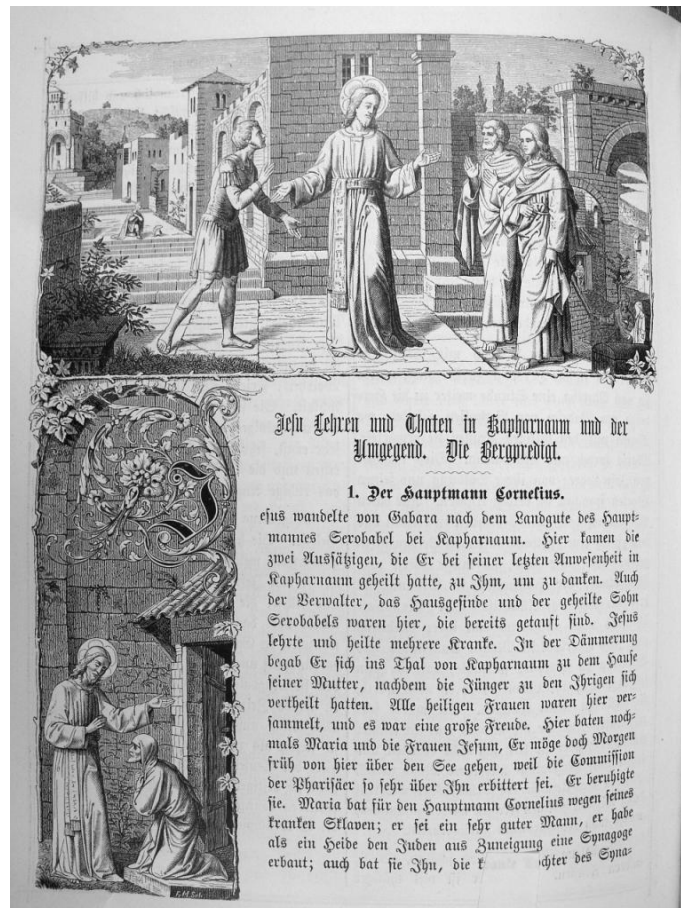 Jesu Lehren und Thaten in Kapharnaum und der
Umgegend. Die Bergpredigt.
1. Der Hauptmann Cornelius.
Jesus wandelte von Gabara nach dem Landgute des Haupt=
mannes Serobabel bei Kapharnaum. Hier kamen die
zwei Aussätzigen, die Er bei seiner letzten Anwesenheit in
Kapharnaum geheilt hatte, zu Ihm, um zu danken. Auch
der Verwalter, das Hausgesinde und der geheilte Sohn
Serobabels waren hier, die bereits getauft sind. Jesus
lehrte und heilte mehrere Kranke. In der Dämmerung
begab Er sich ins Thal von Kapharnaum zu dem Hause
seiner Mutter, nachdem die Jünger zu den Ihrigen sich
vertheilt hatten. Alle heiligen Frauen waren hier ver=
sammelt, und es war eine große Freude. Hier baten noch=
mals Maria und die Frauen Jesum, Er möge doch Morgen
früh von hier über den See gehen, weil die Commission
der Pharisäer so sehr über Ihn erbittert sei. Er beruhigte
sie. Maria bat für den Hauptmann Cornelius wegen seines
kranken Sklaven; er sei ein sehr guter Mann, er habe
als ein Heide den Juden aus Zuneigung eine Synagoge
erbaut; auch bat sie Ihn, die des Syna=